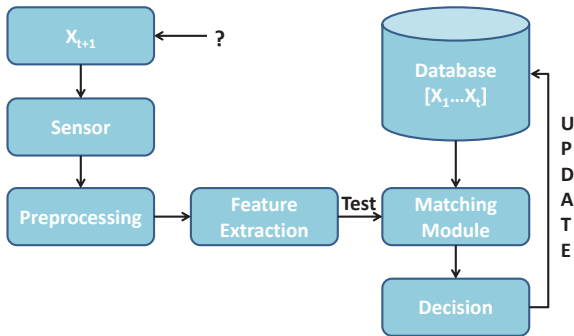 X_{t+1}
?
Sensor
Preprocessing
Feature
Extraction
Test
Database
[X_1...X_t]
Matching
Module
Decision
U
P
D
A
T
E